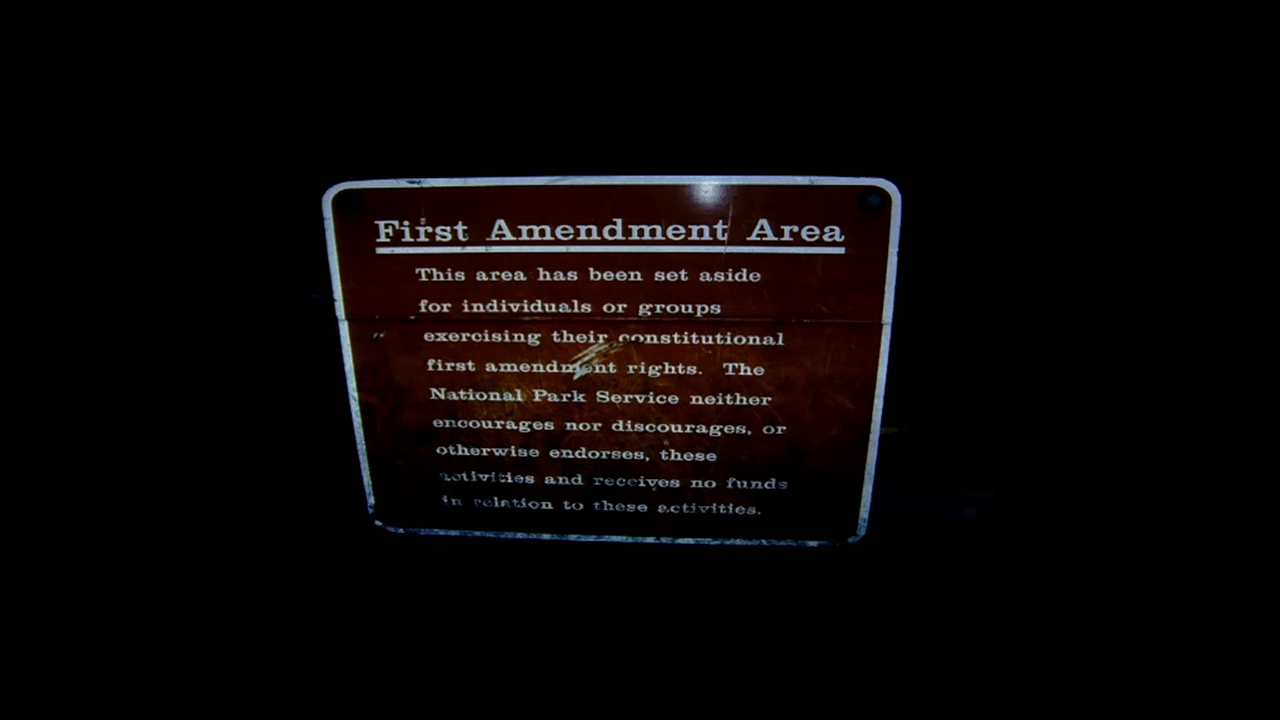 First Amendment Area
This area has been set aside
for individuals or groups
exercising their constitutional
first amendment rights. The
National Park Service neither
encourages nor discourages, or
otherwise endorses, these
activities and receives no funds
in relation to these activities.